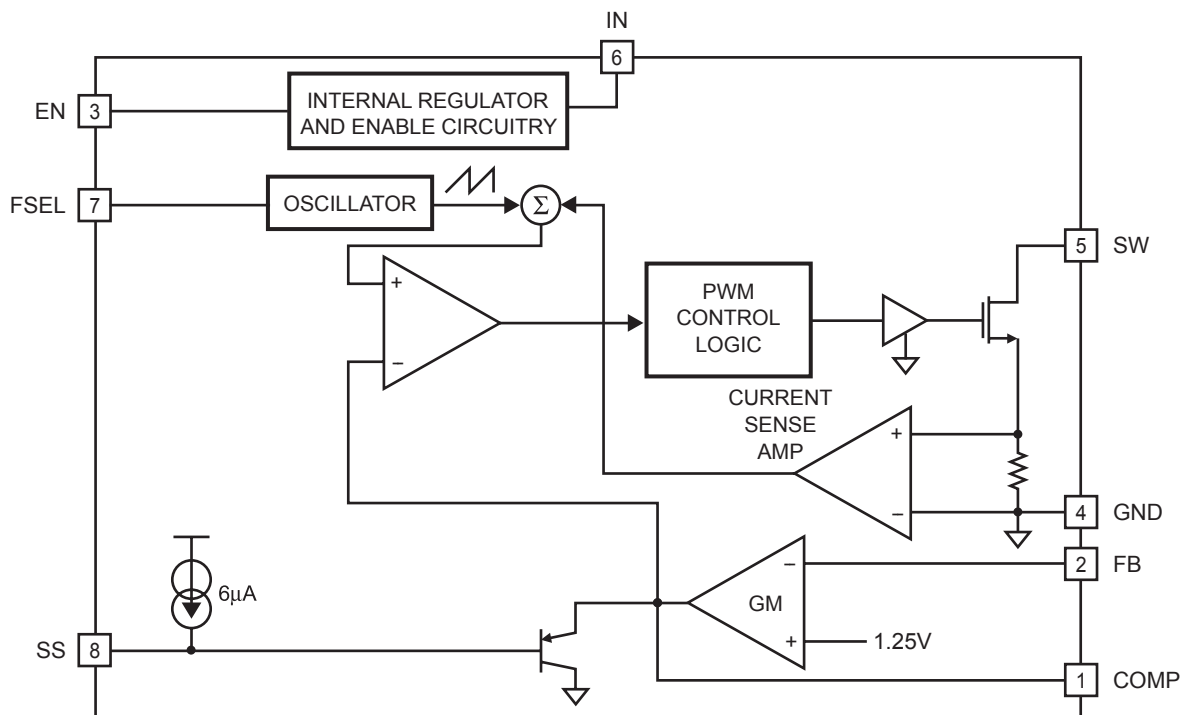 IN
6
EN
3
INTERNAL REGULATOR
AND ENABLE CIRCUITRY
FSEL
7
OSCILLATOR
Σ
5
SW
+
−
PWM
CONTROL
LOGIC
CURRENT
SENSE
AMP
+
−
4
GND
2
FB
6μA
−
GM
+
1.25V
SS
8
1
COMP